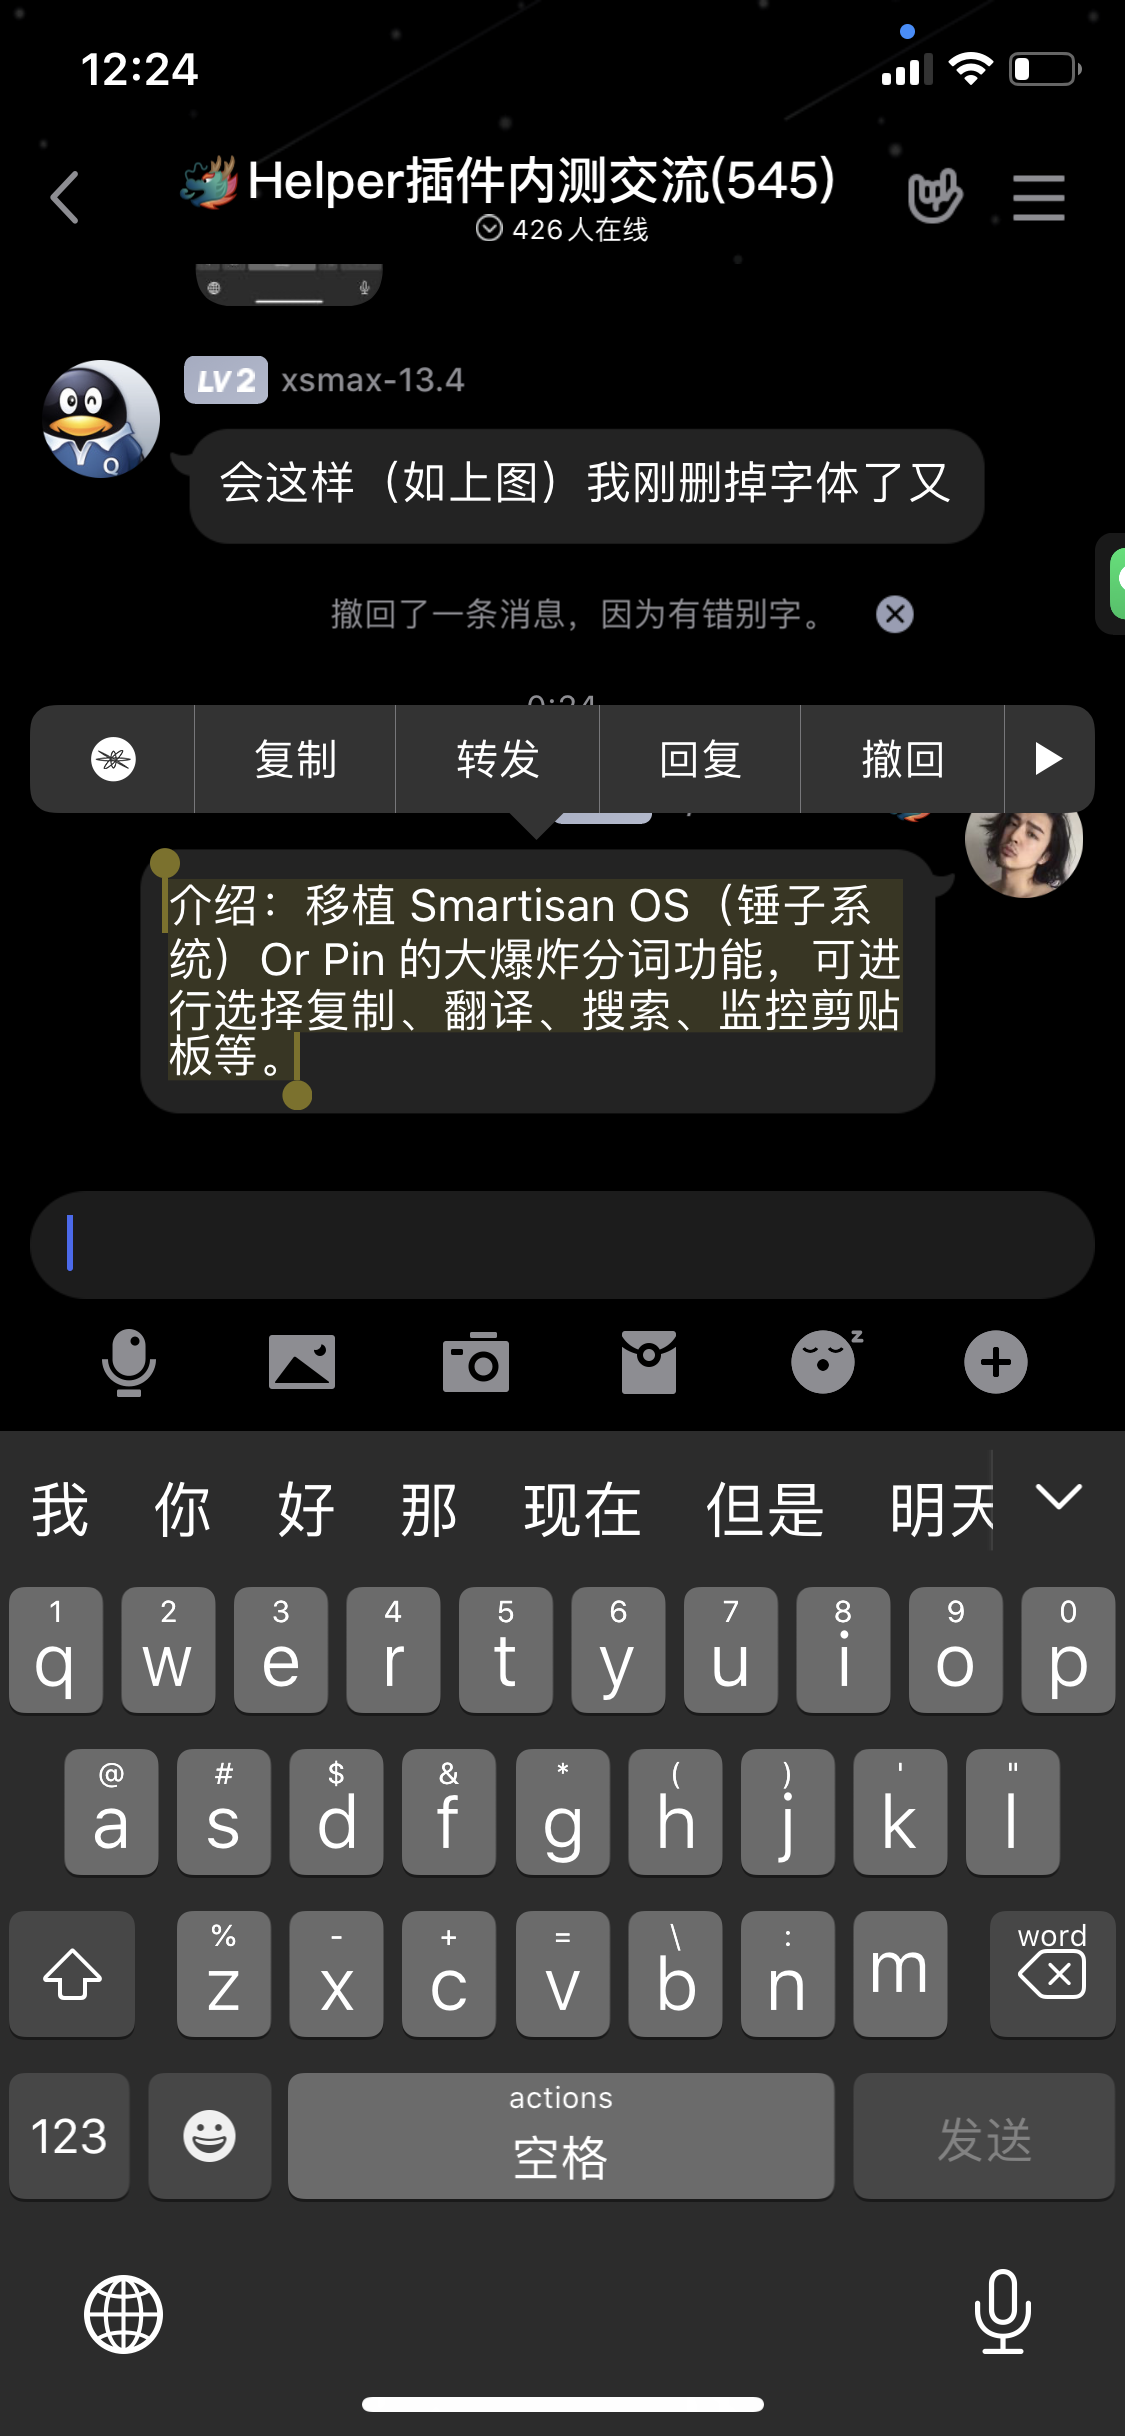 12:24
Helper插件内测交流(545)
426人在线
LV 2 xsmax-13.4
会这样（如上图）我刚删掉字体了又
撤回了一条消息，因为有错别字。
复制 转发 回复 撤回
介绍：移植 Smartisan OS（锤子系
统）Or Pin 的大爆炸分词功能，可进
行选择复制、翻译、搜索、监控剪贴
板等。
我 你 好 那 现在 但是 明天
1 2 3 4 5 6 7 8 9 0
q w e r t y u i o p
@ # $ & * ( ) ' "
a s d f g h j k l
% - + = \ : word
z x c v b n m
actions
123 空格 发送